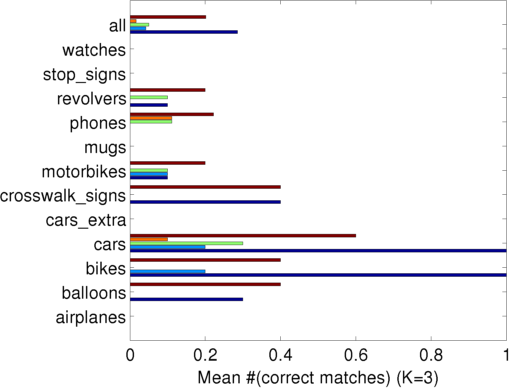 all
watches
stop_signs
revolvers
phones
mugs
motorbikes
crosswalk_signs
cars_extra
cars
bikes
balloons
airplanes
0 0.2 0.4 0.6 0.8 1
Mean #(correct matches) (K=3)